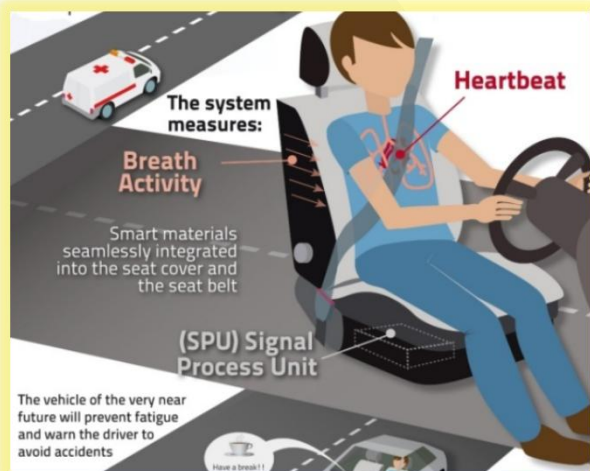 The system
measures:
Heartbeat
Breath
Activity
Smart materials
seamlessly integrated
into the seat cover and
the seat belt
(SPU) Signal
Process Unit
The vehicle of the very near
future will prevent fatigue
and warn the driver to
avoid accidents
Have a break!!